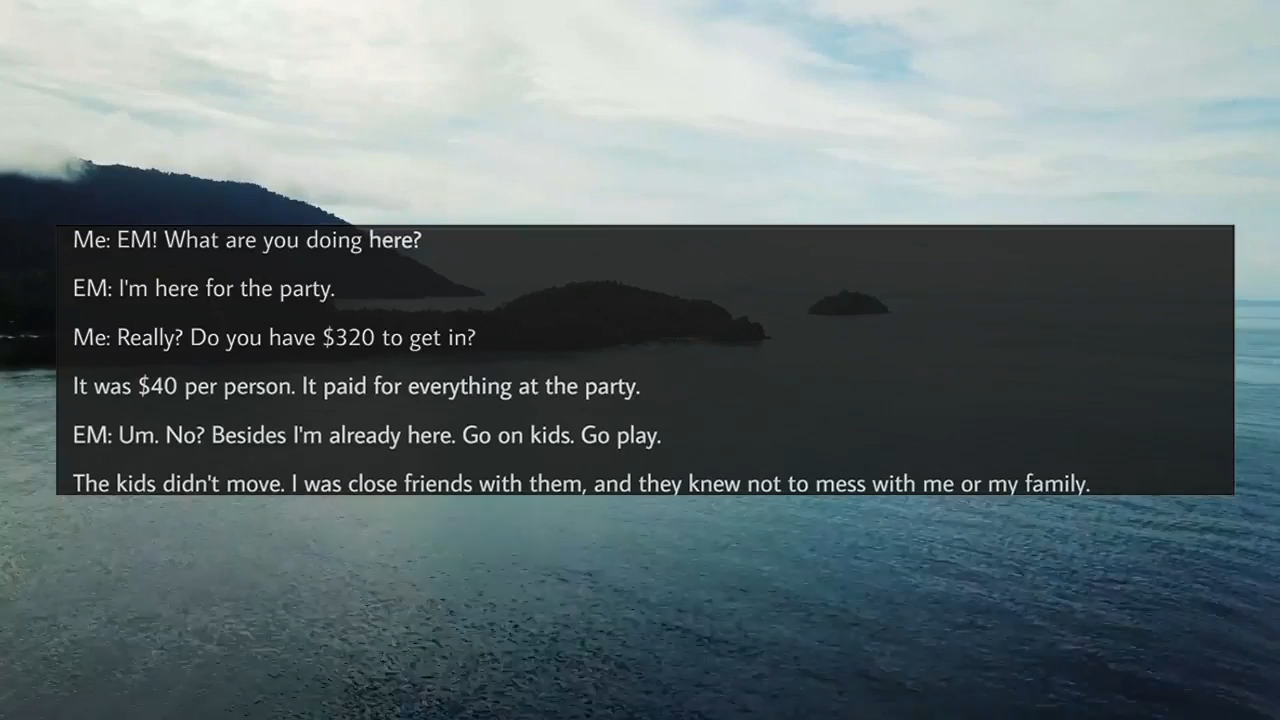 Me: EM! What are you doing here?
EM: I'm here for the party.
Me: Really? Do you have $320 to get in?
It was $40 per person. It paid for everything at the party.
EM: Um. No? Besides I'm already here. Go on kids. Go play.
The kids didn't move. I was close friends with them, and they knew not to mess with me or my family.